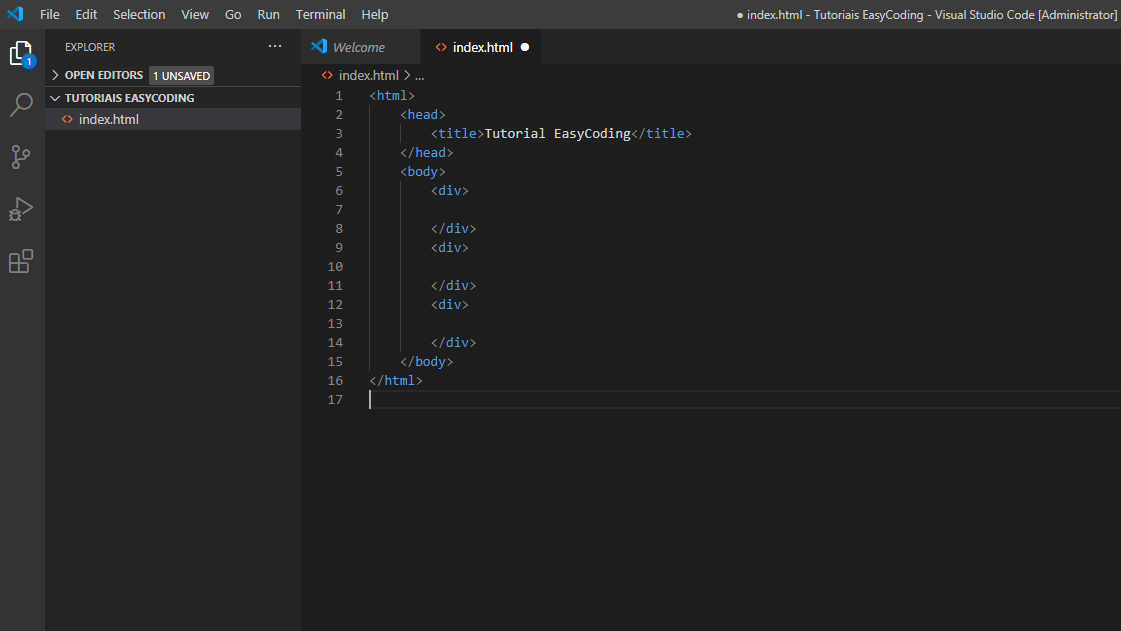 File Edit Selection View Go Run Terminal Help
● index.html - Tutoriais EasyCoding - Visual Studio Code [Administrator]
EXPLORER ···
1
OPEN EDITORS 1 UNSAVED
TUTORIAIS EASYCODING
index.html
Welcome index.html ●
index.html > ...
1 <html>
2     <head>
3         <title>Tutorial EasyCoding</title>
4     </head>
5     <body>
6         <div>
7
8         </div>
9         <div>
10
11         </div>
12         <div>
13
14         </div>
15     </body>
16 </html>
17